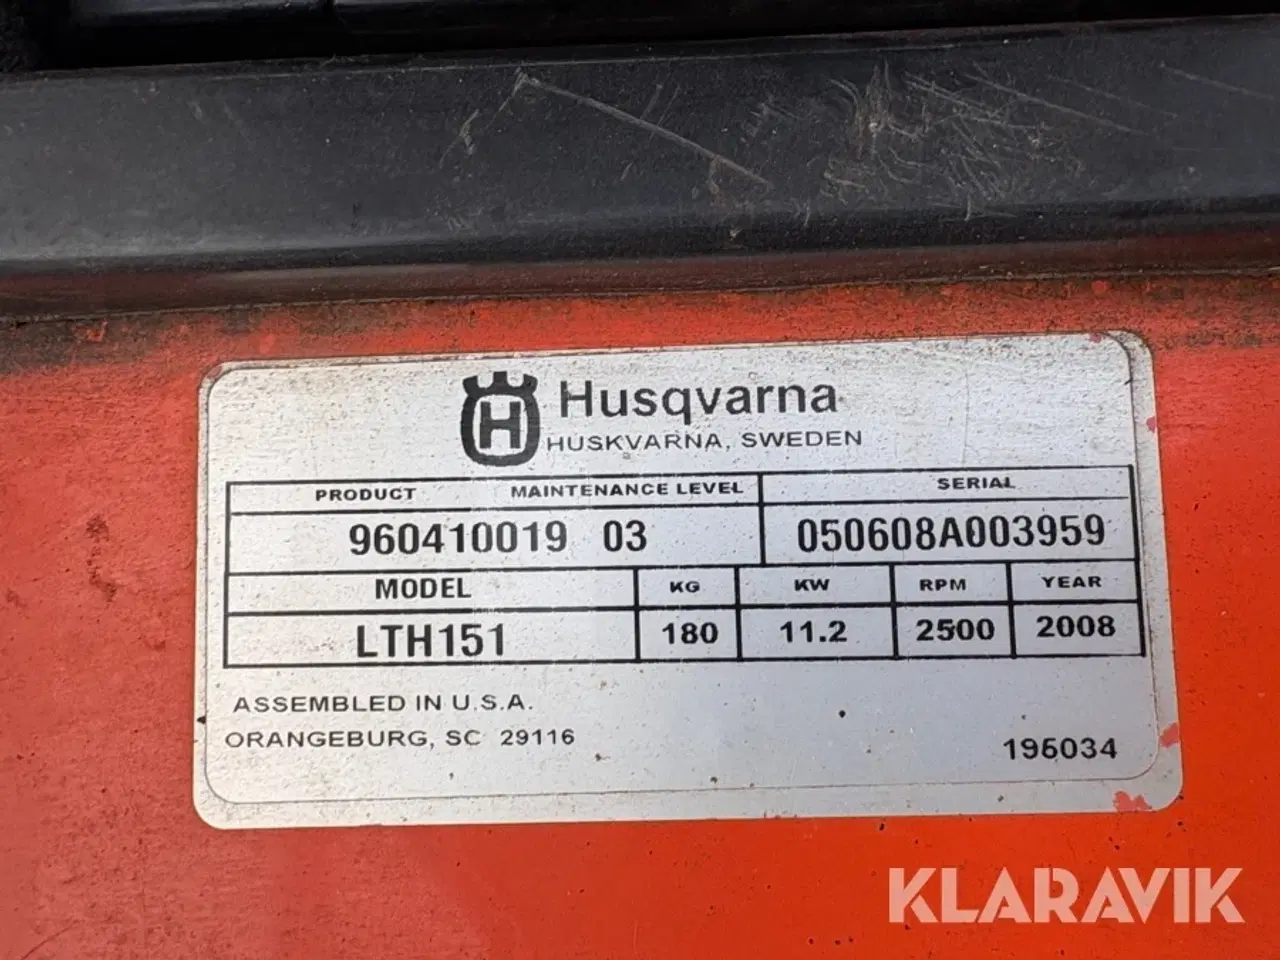 H Husqvarna
HUSKVARNA, SWEDEN
PRODUCT MAINTENANCE LEVEL SERIAL
960410019 03 050608A003959
MODEL KG KW RPM YEAR
LTH151 180 11.2 2500 2008
ASSEMBLED IN U.S.A.
ORANGEBURG, SC 29116
195034
KLARAVIK